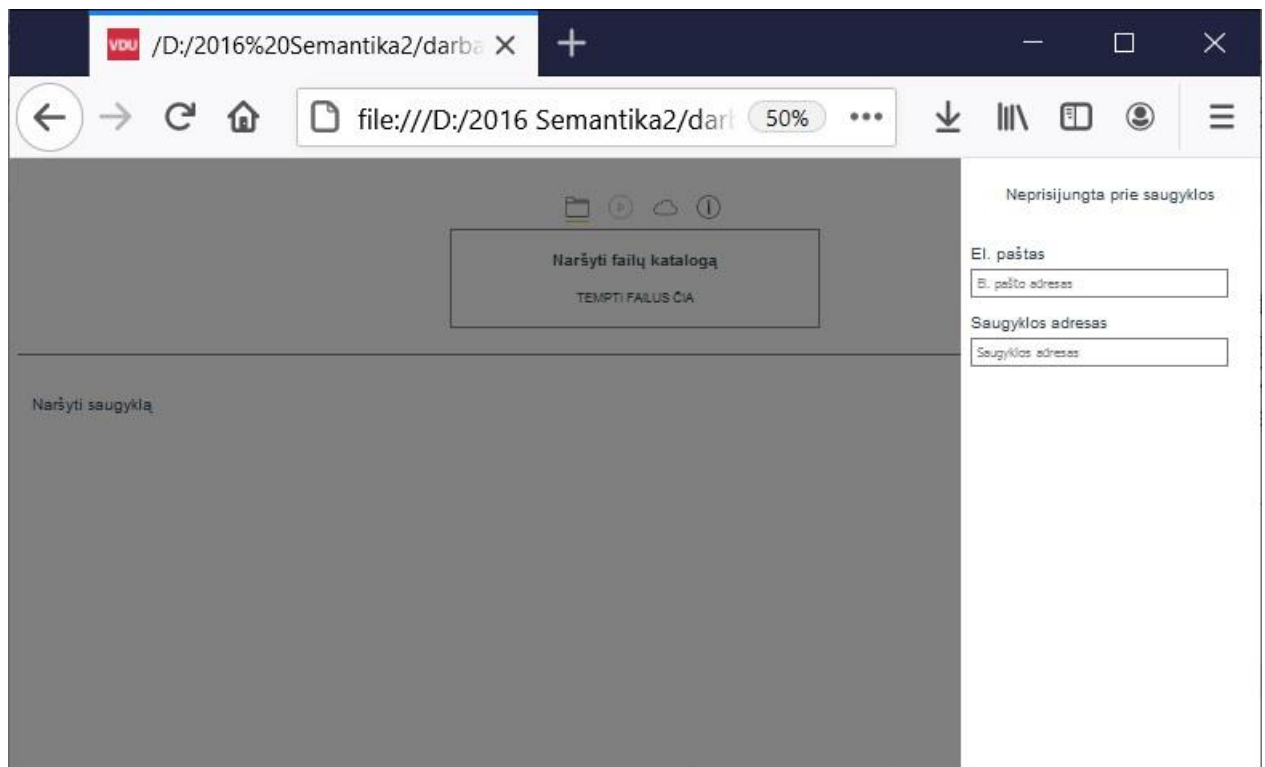 VDU /D:/2016%20Semantika2/darba
file:///D:/2016 Semantika2/dar 50%
Neprisijungta prie saugyklos
Naršyti failų katalogą
TEMPTI FAILUS ČIA
El. paštas
El. pašto adresas
Saugyklos adresas
Saugyklos adresas
Naršyti saugyklą